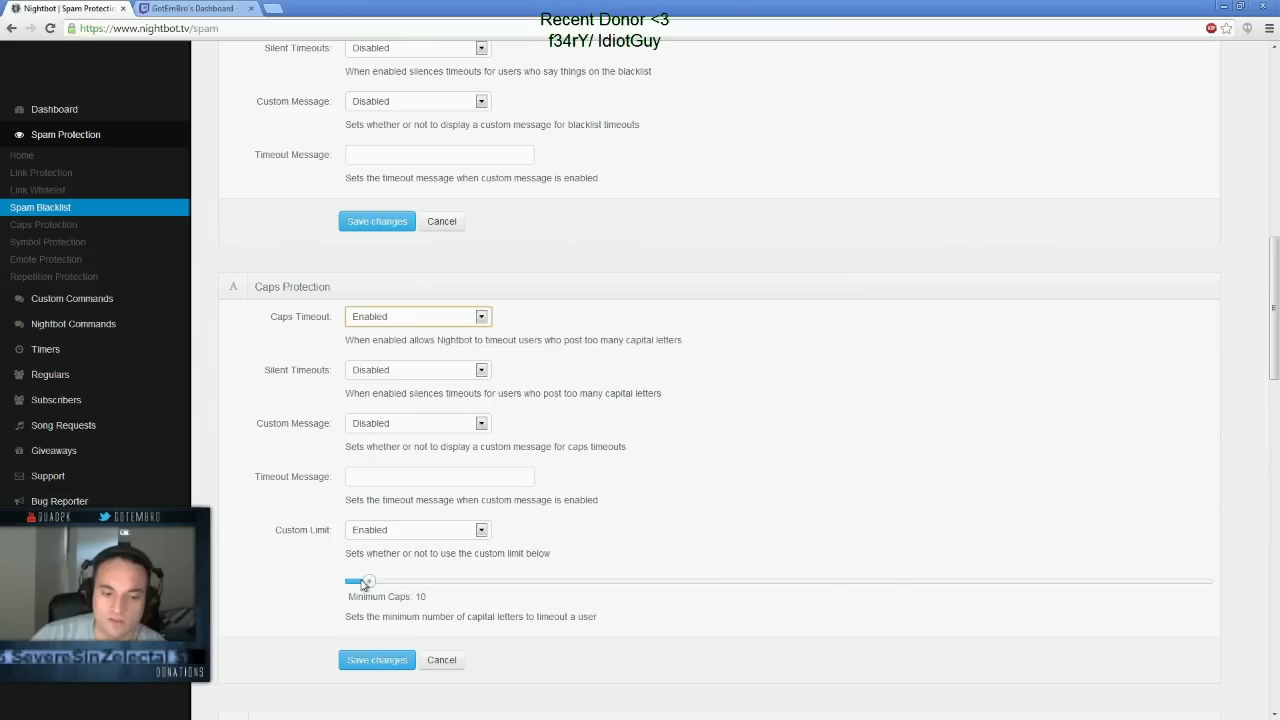 Nightbot | Spam Protection
GotEmBro's Dashboard
https://www.nightbot.tv/spam
Recent Donor <3
f34rY/ IdiotGuy
Dashboard
Spam Protection
Home
Link Protection
Link Whitelist
Spam Blacklist
Caps Protection
Symbol Protection
Emote Protection
Repetition Protection
Custom Commands
Nightbot Commands
Timers
Regulars
Subscribers
Song Requests
Giveaways
Support
Bug Reporter
Silent Timeouts: Disabled
When enabled silences timeouts for users who say things on the blacklist
Custom Message: Disabled
Sets whether or not to display a custom message for blacklist timeouts
Timeout Message:
Sets the timeout message when custom message is enabled
Save changes Cancel
A Caps Protection
Caps Timeout: Enabled
When enabled allows Nightbot to timeout users who post too many capital letters
Silent Timeouts: Disabled
When enabled silences timeouts for users who post too many capital letters
Custom Message: Disabled
Sets whether or not to display a custom message for caps timeouts
Timeout Message:
Sets the timeout message when custom message is enabled
Custom Limit: Enabled
Sets whether or not to use the custom limit below
Minimum Caps: 10
Sets the minimum number of capital letters to timeout a user
Save changes Cancel
QUAD2K GOTEMBRO
DONATIONS